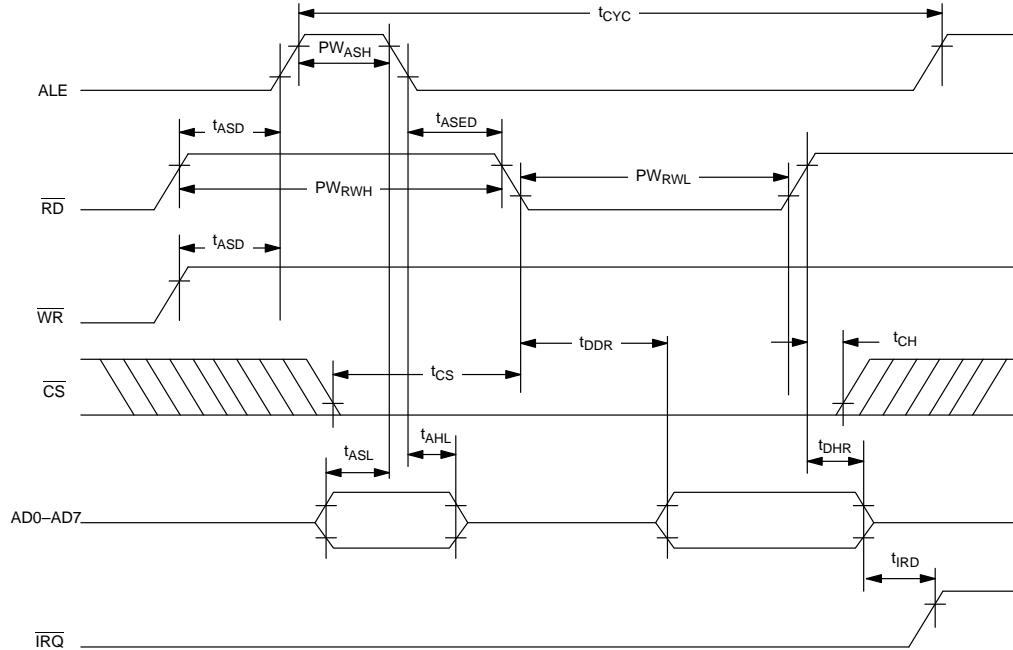 tCYC
PWASH
ALE
tASD
tASED
PWRWH
PWRWL
RD
tASD
WR
tDDR
tCH
tCS
CS
tASL
tAHL
tDHR
AD0–AD7
tIRD
IRQ